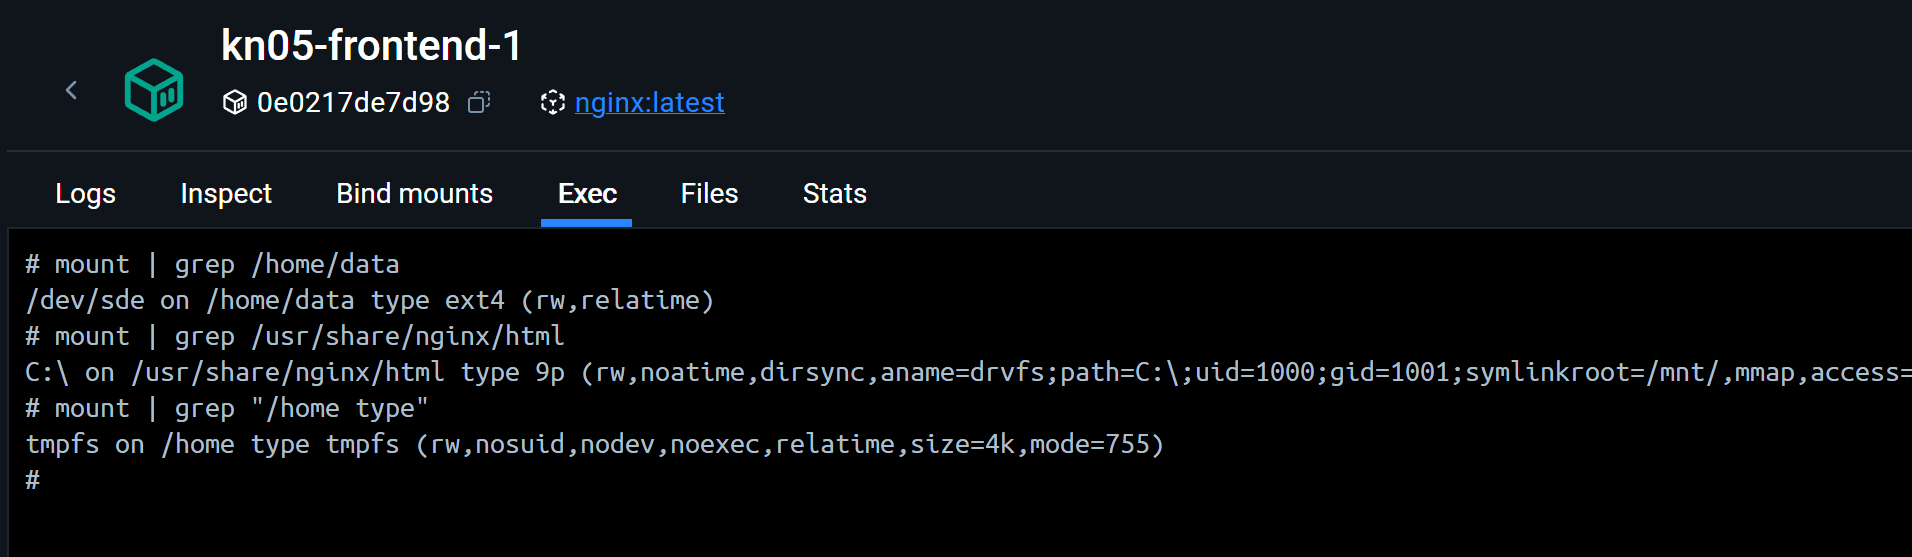 kn05-frontend-1
0e0217de7d98 nginx:latest
Logs Inspect Bind mounts Exec Files Stats
# mount | grep /home/data
/dev/sde on /home/data type ext4 (rw,relatime)
# mount | grep /usr/share/nginx/html
C:\ on /usr/share/nginx/html type 9p (rw,noatime,dirsync,aname=drvfs;path=C:\;uid=1000;gid=1001;symlinkroot=/mnt/,mmap,access=
# mount | grep "/home type"
tmpfs on /home type tmpfs (rw,nosuid,nodev,noexec,relatime,size=4k,mode=755)
#